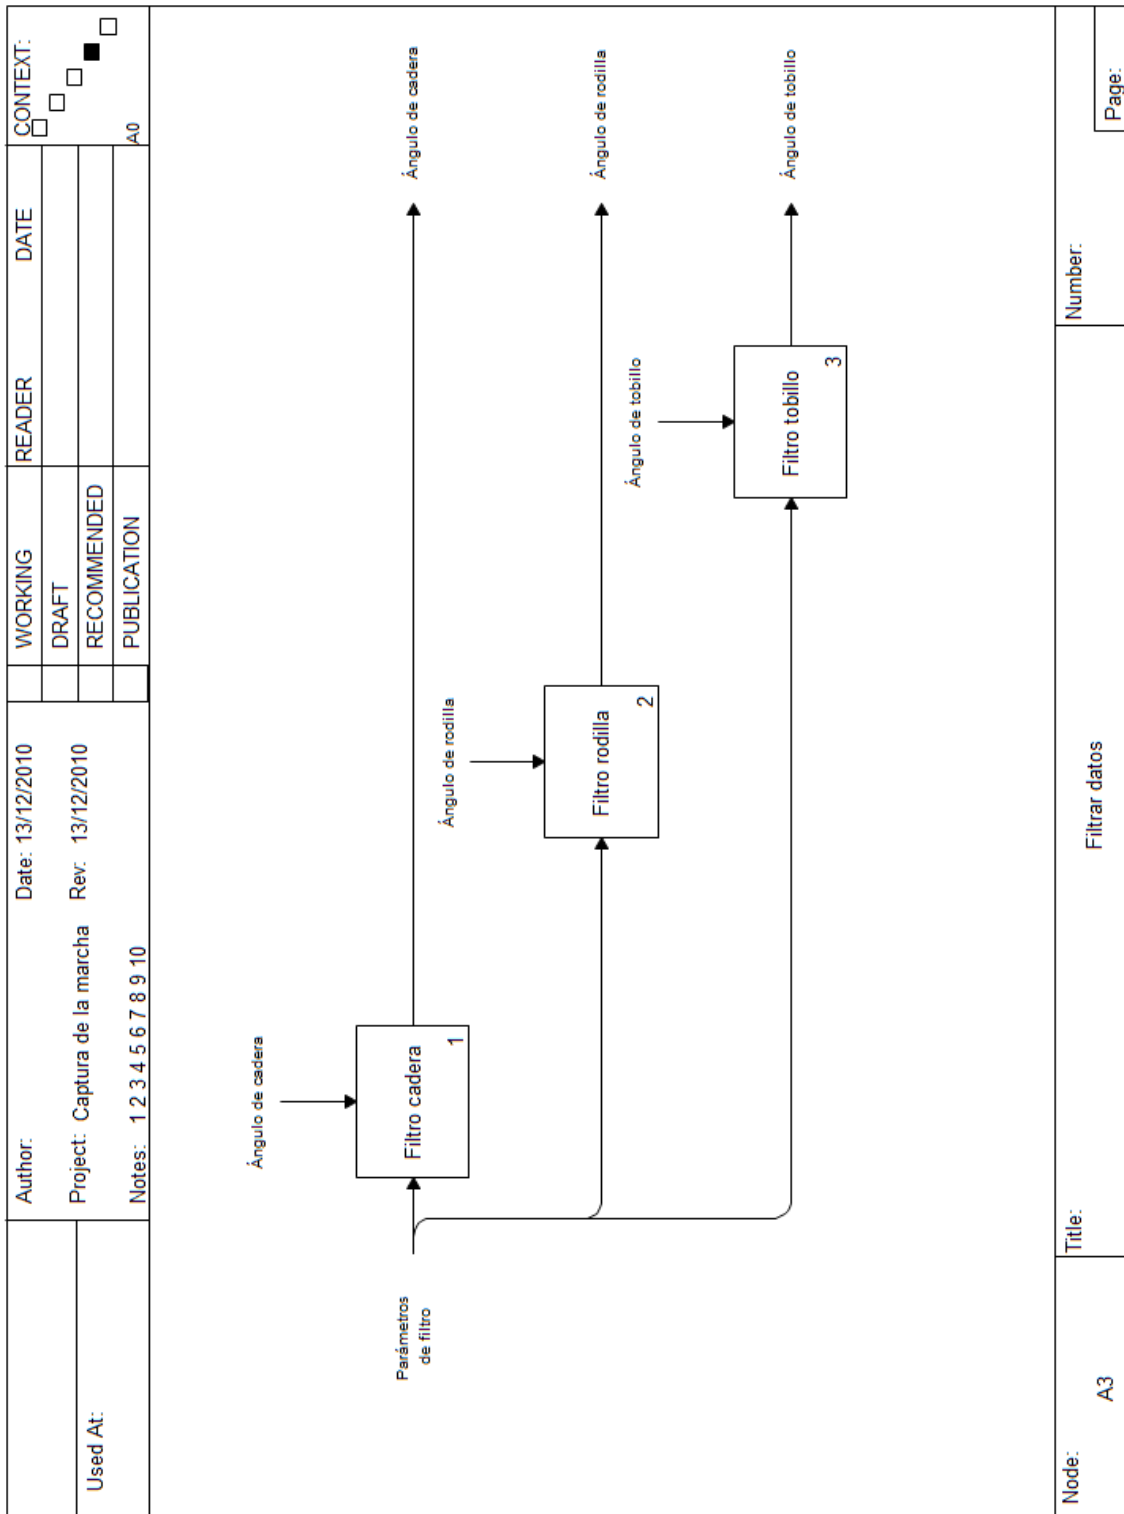 Used At:
Author:
Date: 13/12/2010
Project: Captura de la marcha
Rev: 13/12/2010
Notes: 1 2 3 4 5 6 7 8 9 10
WORKING
DRAFT
RECOMMENDED
PUBLICATION
READER
DATE
CONTEXT:
A0
Ángulo de cadera
Parámetros
de filtro
Filtro cadera
1
Ángulo de cadera
Ángulo de rodilla
Filtro rodilla
2
Ángulo de rodilla
Ángulo de tobillo
Filtro tobillo
3
Ángulo de tobillo
Node:
A3
Title:
Filtrar datos
Number:
Page: